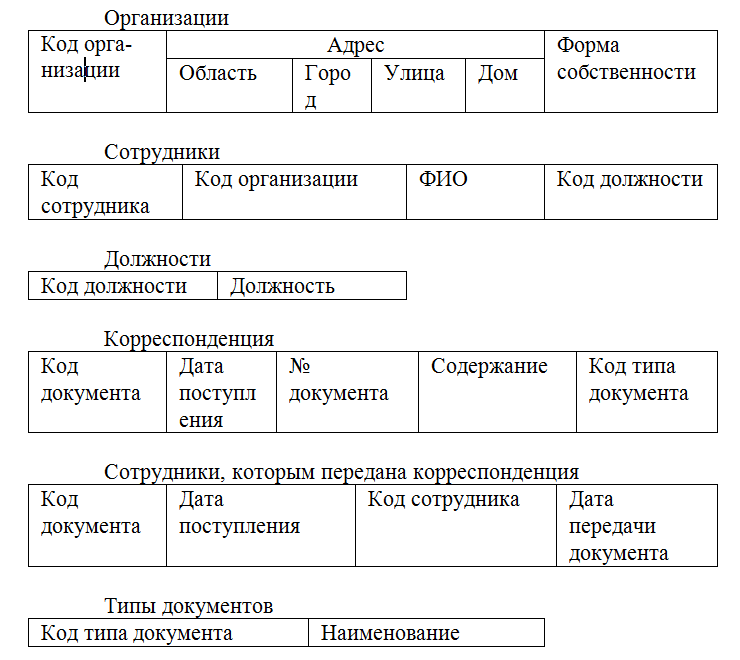 Организации
Код орга-
низации
Адрес
Форма
собственности
Область
Горо
д
Улица
Дом
Сотрудники
Код
сотрудника
Код организации
ФИО
Код должности
Должности
Код должности
Должность
Корреспонденция
Код
документа
Дата
поступл
ения
№
документа
Содержание
Код типа
документа
Сотрудники, которым передана корреспонденция
Код
документа
Дата
поступления
Код сотрудника
Дата
передачи
документа
Типы документов
Код типа документа
Наименование